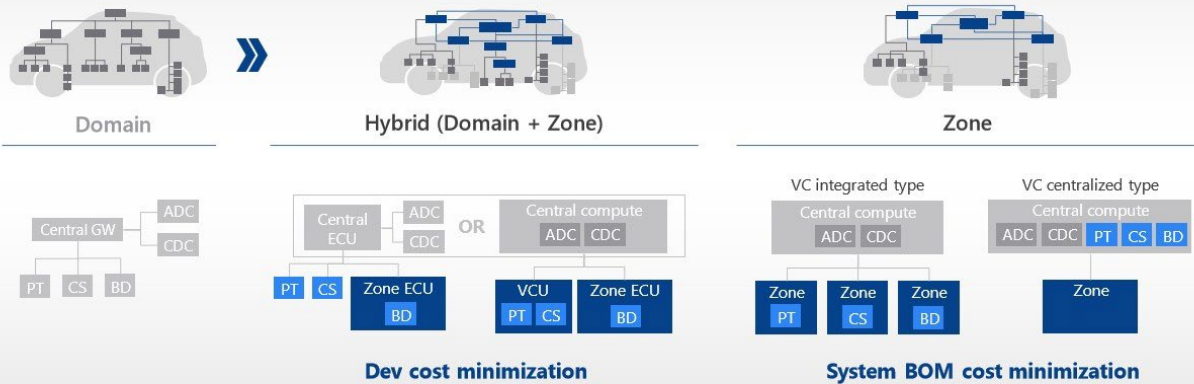 Domain
Hybrid (Domain + Zone)
Zone
Central GW
ADC
CDC
PT
CS
BD
Central
ECU
ADC
CDC
OR
Central compute
ADC
CDC
PT
CS
Zone ECU
BD
VCU
PT
CS
Zone ECU
BD
Dev cost minimization
VC integrated type
Central compute
ADC
CDC
Zone
PT
Zone
CS
Zone
BD
VC centralized type
Central compute
ADC
CDC
PT
CS
BD
Zone
System BOM cost minimization